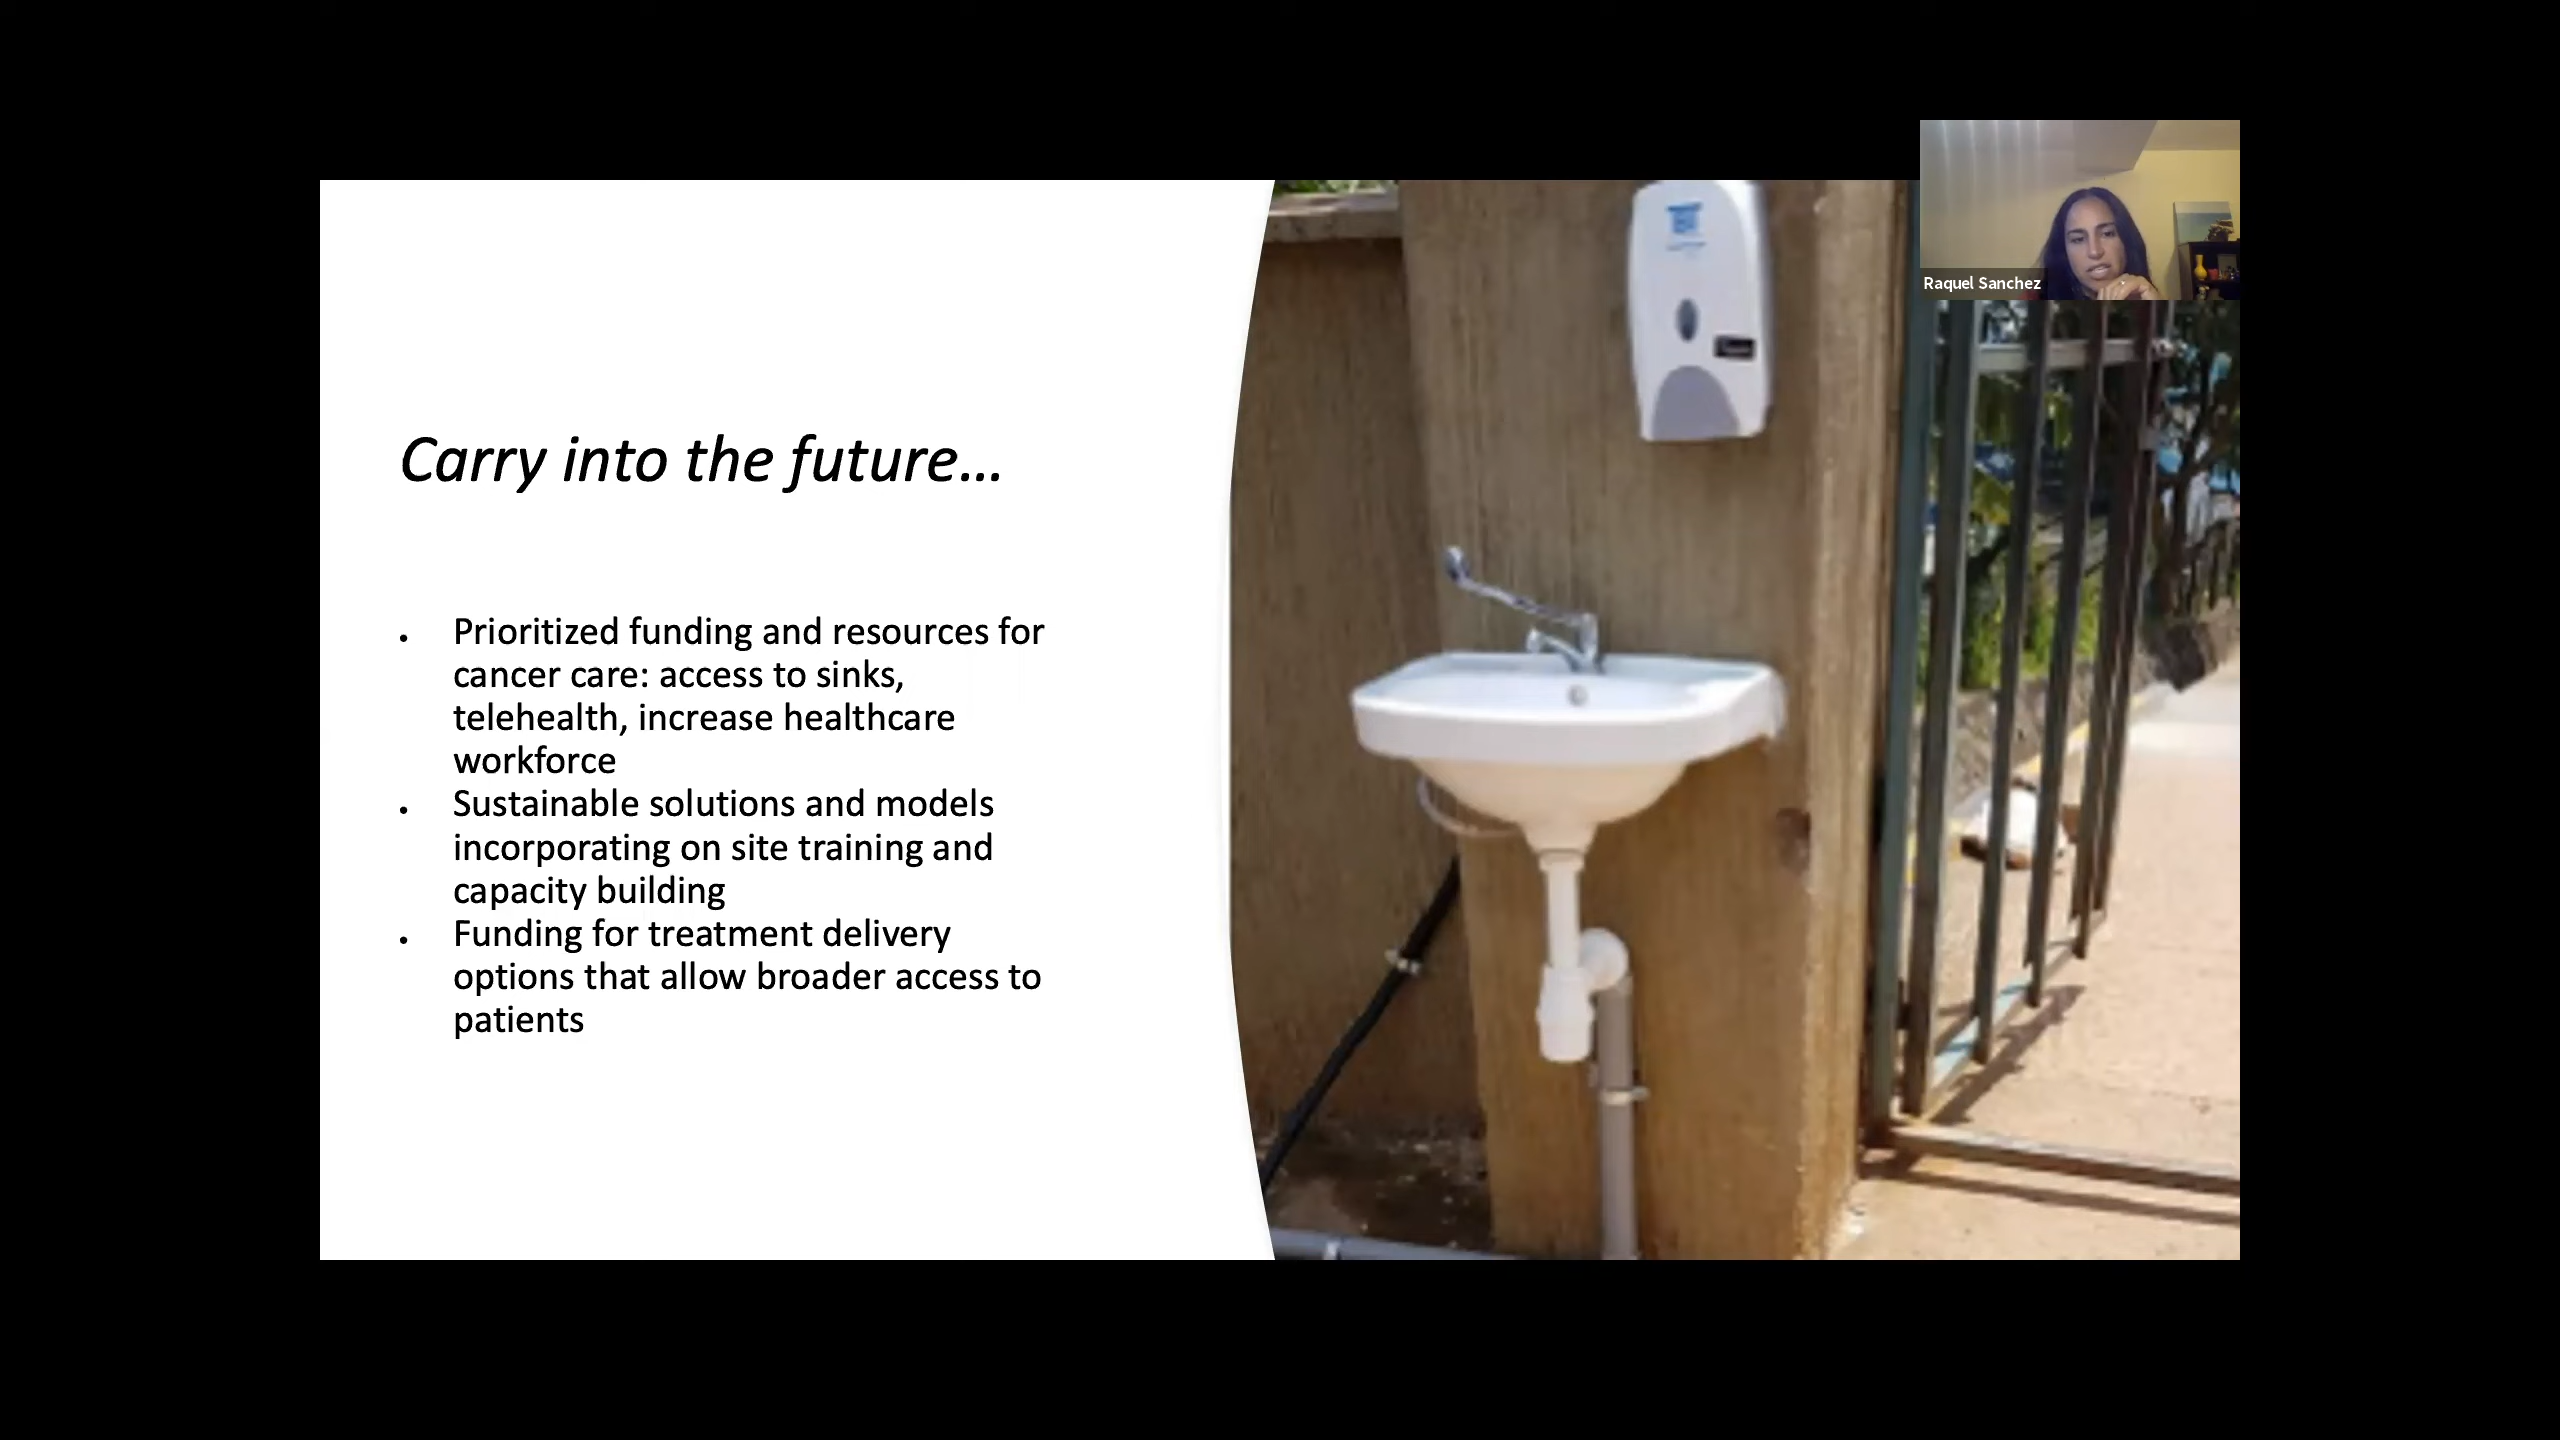 Raquel Sanchez
Carry into the future...
• Prioritized funding and resources for
cancer care: access to sinks,
telehealth, increase healthcare
workforce
• Sustainable solutions and models
incorporating on site training and
capacity building
• Funding for treatment delivery
options that allow broader access to
patients